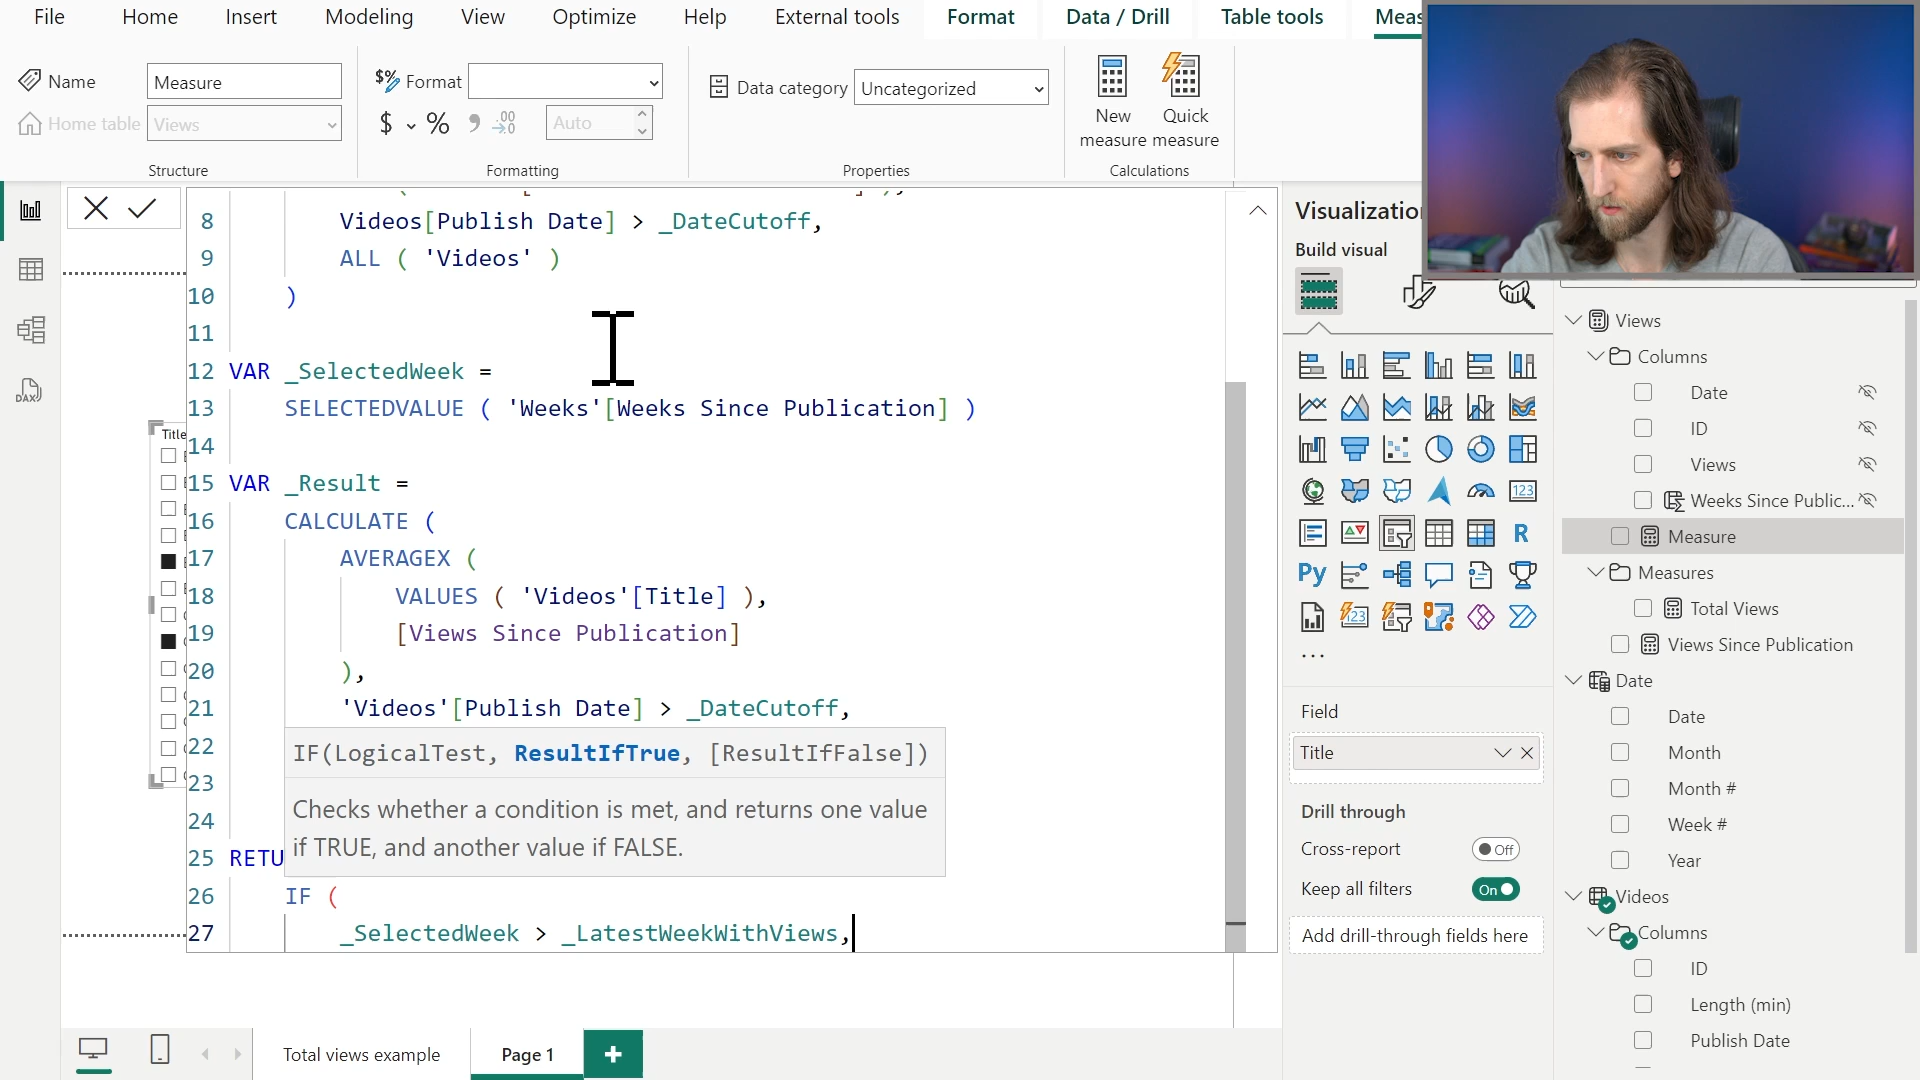 File Home Insert Modeling View Optimize Help External tools Format Data / Drill Table tools
Name Measure
Home table Views
Structure
$% Format
$ % 9 .00 Auto
Formatting
Data category Uncategorized
Properties
New measure
Quick measure
Calculations
8 Videos[Publish Date] > _DateCutoff,
9 ALL ( 'Videos' )
10 )
11
12 VAR _SelectedWeek =
13 SELECTEDVALUE ( 'Weeks'[Weeks Since Publication] )
14
15 VAR _Result =
16 CALCULATE (
17 AVERAGEX (
18 VALUES ( 'Videos'[Title] ),
19 [Views Since Publication]
20 ),
21 'Videos'[Publish Date] > _DateCutoff,
22
23
24
25 RETU
26 IF (
27 _SelectedWeek > _LatestWeekWithViews,
IF(LogicalTest, ResultIfTrue, [ResultIfFalse])
Checks whether a condition is met, and returns one value
if TRUE, and another value if FALSE.
Title
DAX
Build visual
123
R
Py
123
...
Field
Title
Drill through
Cross-report Off
Keep all filters On
Add drill-through fields here
Views
Columns
Date
ID
Views
Weeks Since Public...
Measure
Measures
Total Views
Views Since Publication
Date
Date
Month
Month #
Week #
Year
Videos
Columns
ID
Length (min)
Publish Date
Total views example Page 1 +